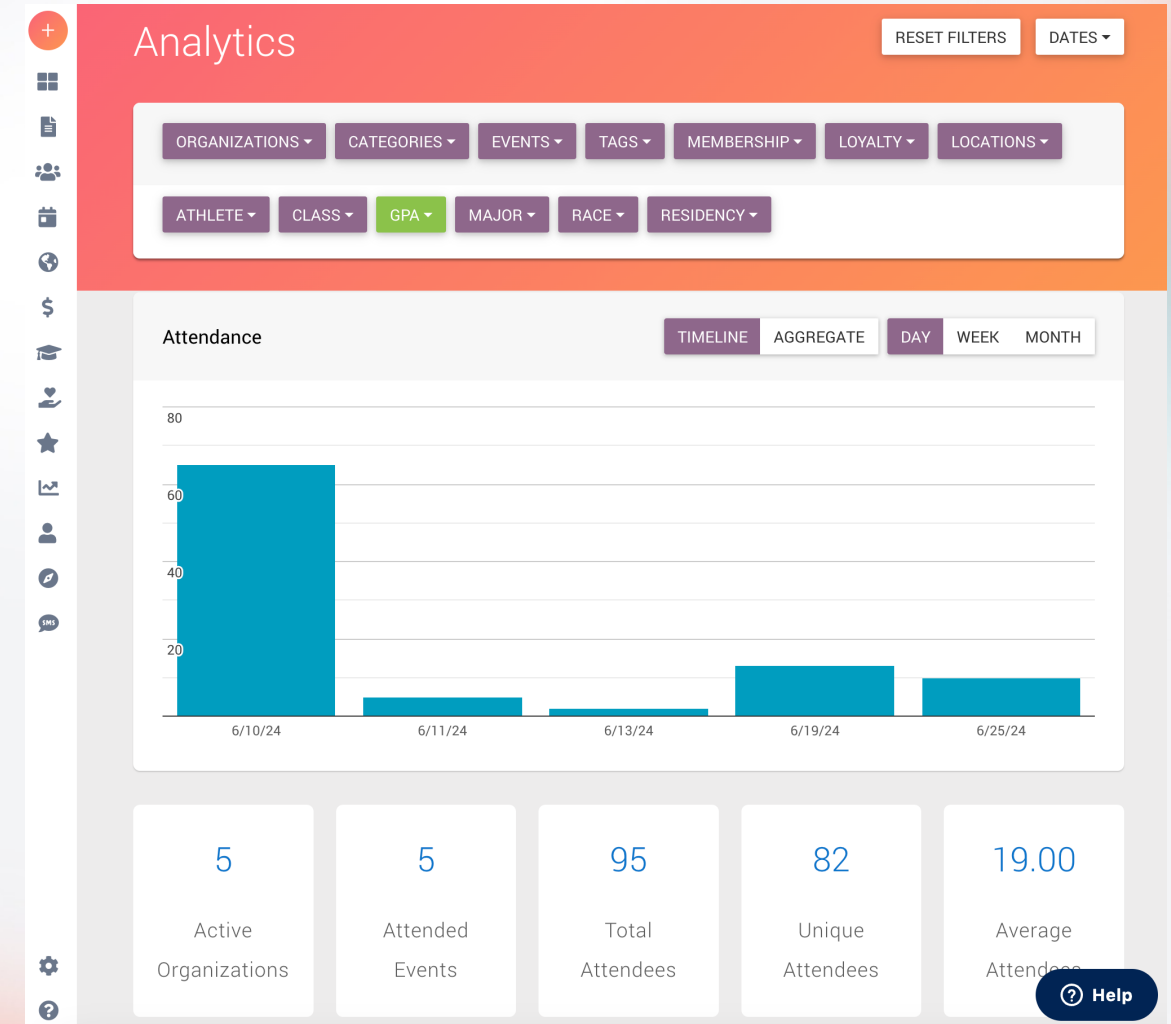 +
Analytics
RESET FILTERS
DATES
ORGANIZATIONS
CATEGORIES
EVENTS
TAGS
MEMBERSHIP
LOYALTY
LOCATIONS
ATHLETE
CLASS
GPA
MAJOR
RACE
RESIDENCY
Attendance
TIMELINE
AGGREGATE
DAY
WEEK
MONTH
80
60
40
20
6/10/24
6/11/24
6/13/24
6/19/24
6/25/24
SMS
5
Active
Organizations
5
Attended
Events
95
Total
Attendees
82
Unique
Attendees
19.00
Average
Attendees
? Help
?